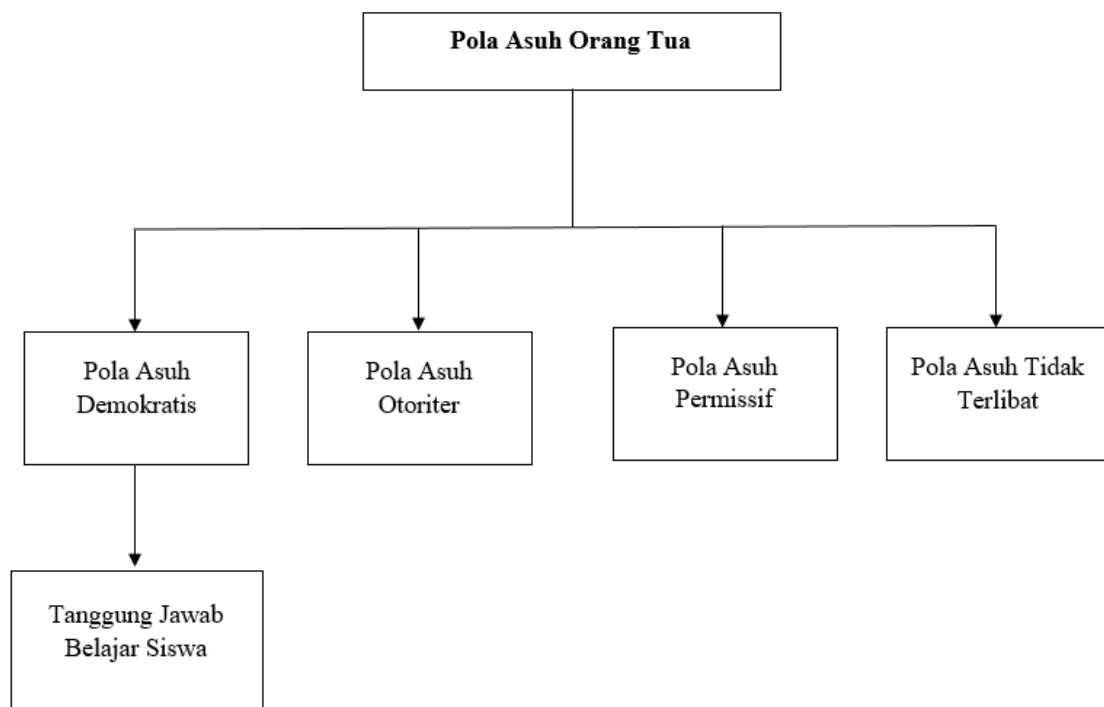 Pola Asuh Orang Tua
Pola Asuh
Demokratis
Pola Asuh
Otoriter
Pola Asuh
Permissif
Pola Asuh Tidak
Terlibat
Tanggung Jawab
Belajar Siswa